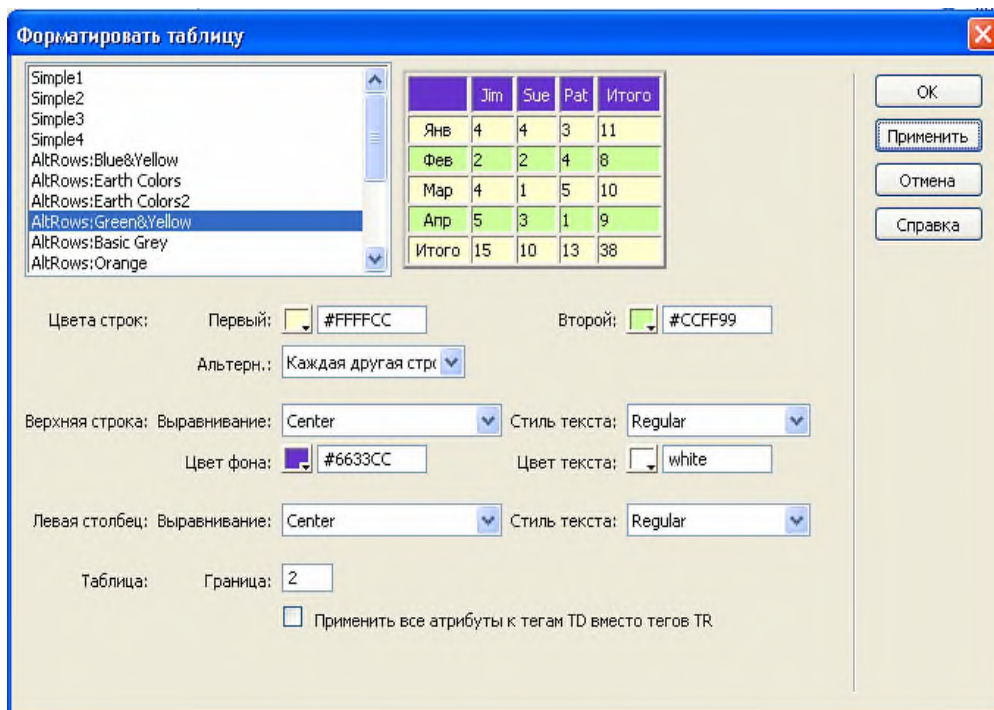 Форматировать таблицу
Simple1
Simple2
Simple3
Simple4
AltRows:Blue&Yellow
AltRows:Earth Colors
AltRows:Earth Colors2
AltRows:Green&Yellow
AltRows:Basic Grey
AltRows:Orange
Jim Sue Pat Итого
Янв 4 4 3 11
Фев 2 2 4 8
Мар 4 1 5 10
Апр 5 3 1 9
Итого 15 10 13 38
OK
Применить
Отмена
Справка
Цвета строк: Первый: #FFFFCC Второй: #CCFF99
Альтерн.: Каждая другая стро
Верхняя строка: Выравнивание: Center Стиль текста: Regular
Цвет фона: #6633CC Цвет текста: white
Левая столбец: Выравнивание: Center Стиль текста: Regular
Таблица: Граница: 2
Применить все атрибуты к тегам TD вместо тегов TR